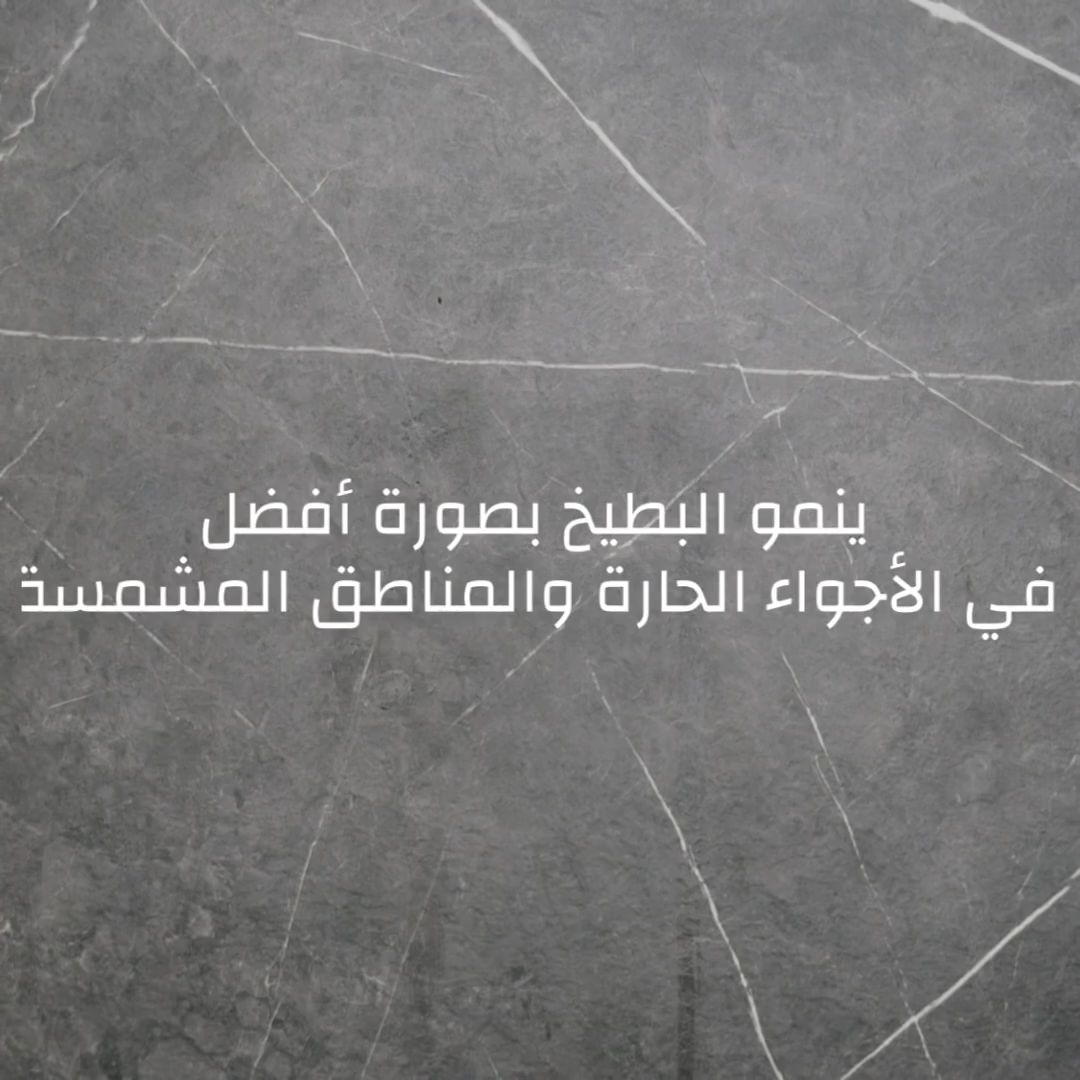 ينمو البطيخ بصورة أفضل
في الأجواء الحارة والمناطق المشمسة